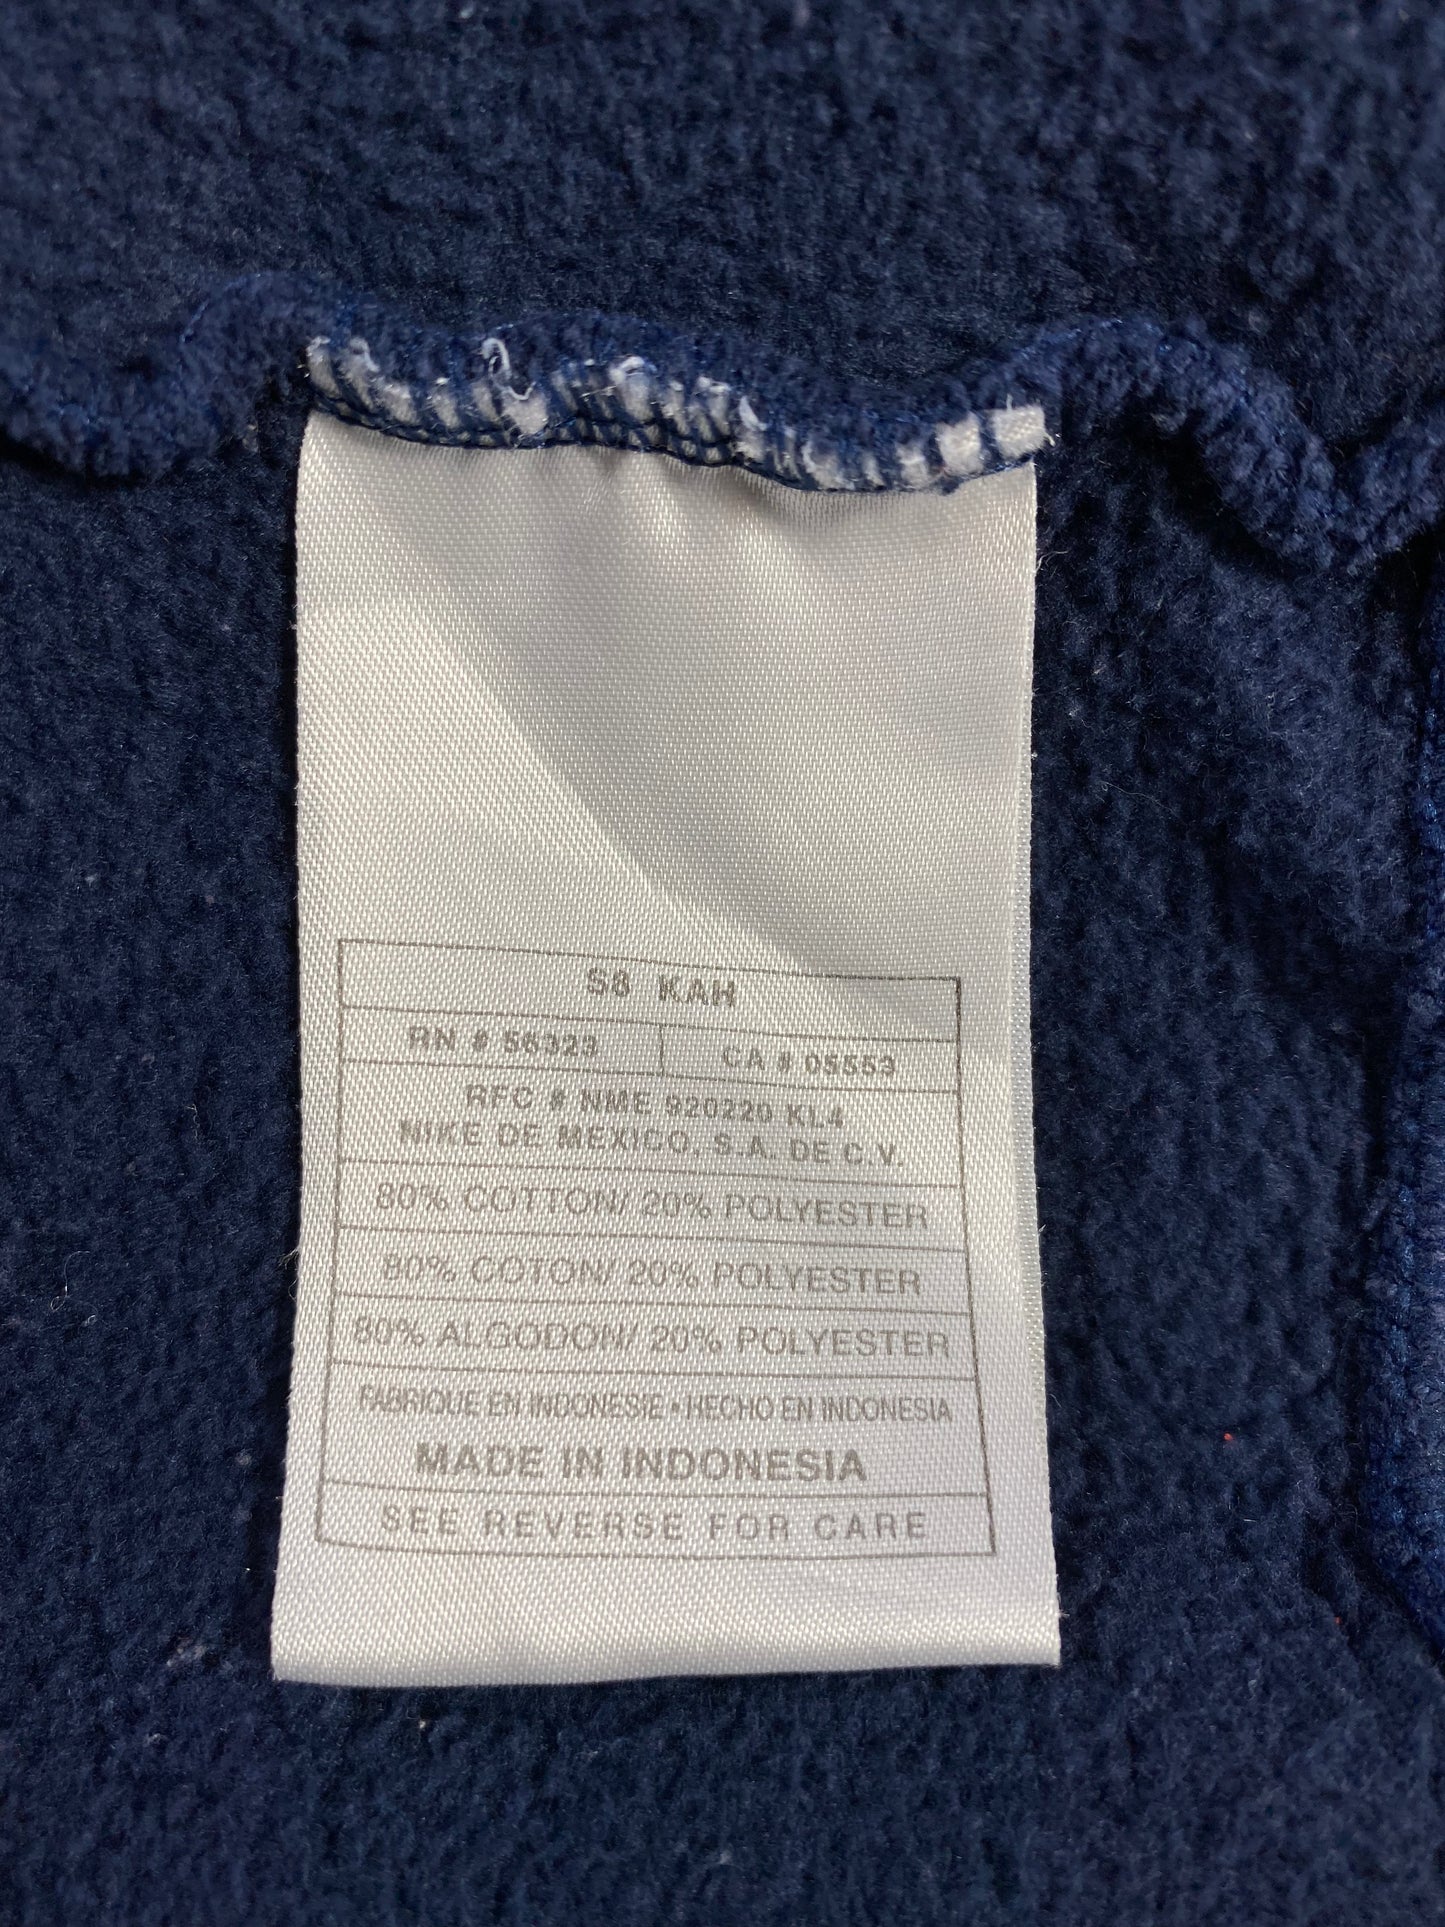 S8 KAH
RN # 56323 CA # 05553
RFC # NME 920220 KL4
NIKE DE MEXICO, S.A. DE C.V.
80% COTTON/ 20% POLYESTER
80% COTON/ 20% POLYESTER
80% ALGODON/ 20% POLYESTER
FABRIQUE EN INDONESIE • HECHO EN INDONESIA
MADE IN INDONESIA
SEE REVERSE FOR CARE